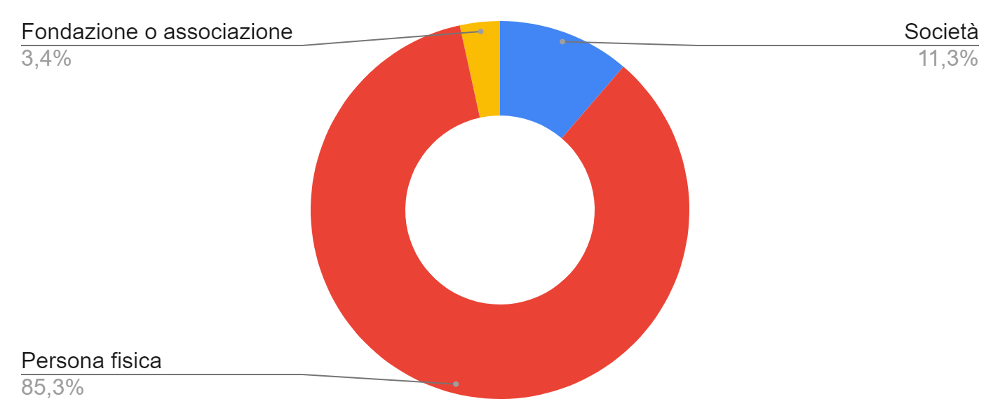 Fondazione o associazione
3,4%
Società
11,3%
Persona fisica
85,3%